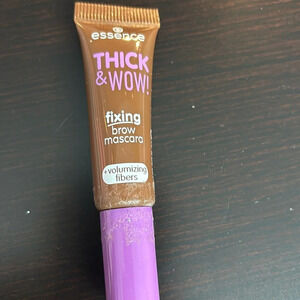 essence
THICK
& WOW!
fixing
brow
mascara
+volumizing
fibers